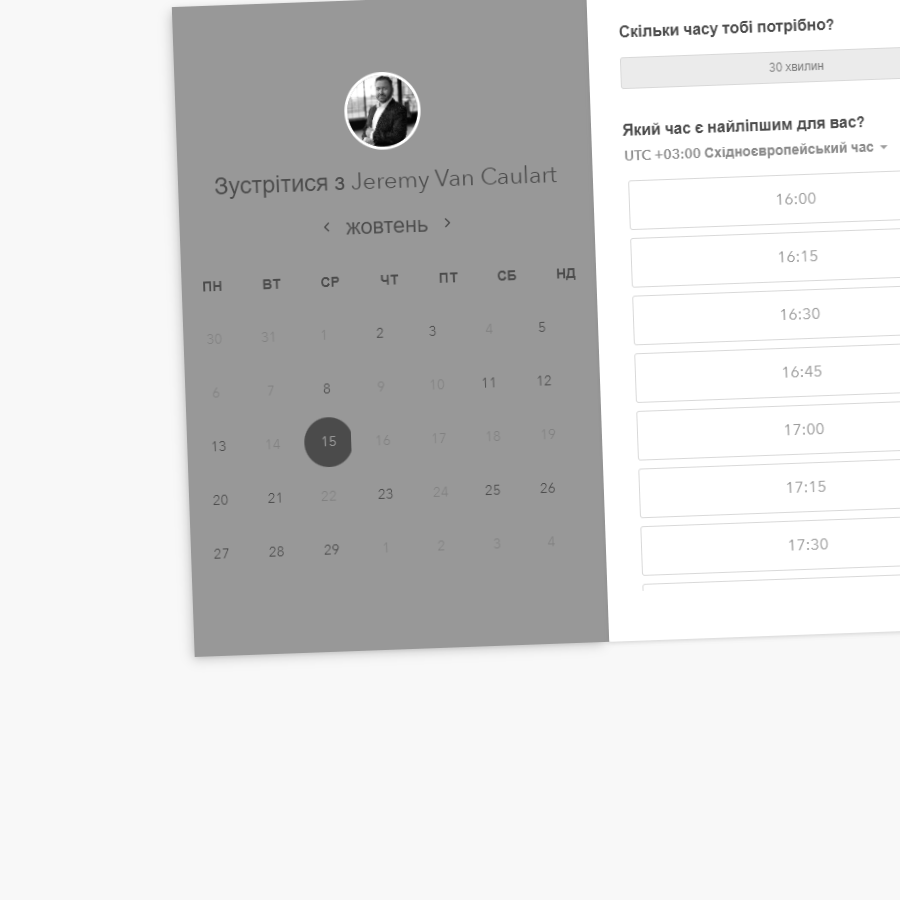 Зустрітися з Jeremy Van Caulart
‹ жовтень ›
ПН ВТ СР ЧТ ПТ СБ НД
30 31 1 2 3 4 5
6 7 8 9 10 11 12
13 14 15 16 17 18 19
20 21 22 23 24 25 26
27 28 29 1 2 3 4
Скільки часу тобі потрібно?
30 хвилин
Який час є найліпшим для вас?
UTC +03:00 Східноєвропейський час
16:00
16:15
16:30
16:45
17:00
17:15
17:30